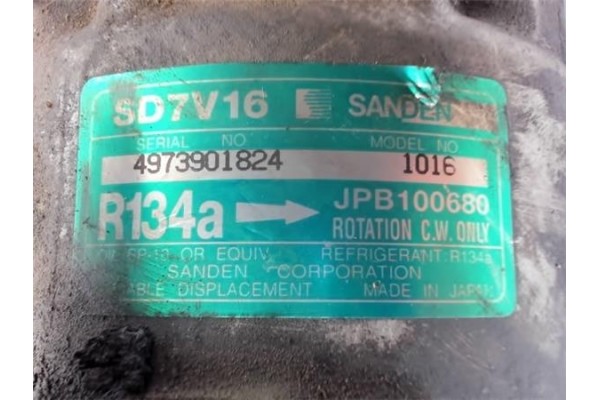 SD7V16 SANDEN
SERIAL NO MODEL NO
4973901824 1016
R134a JPB100680
ROTATION C.W. ONLY
OR EQUIV. REFRIGERANT: R134a
SANDEN CORPORATION
DISPLACEMENT MADE IN JAPAN